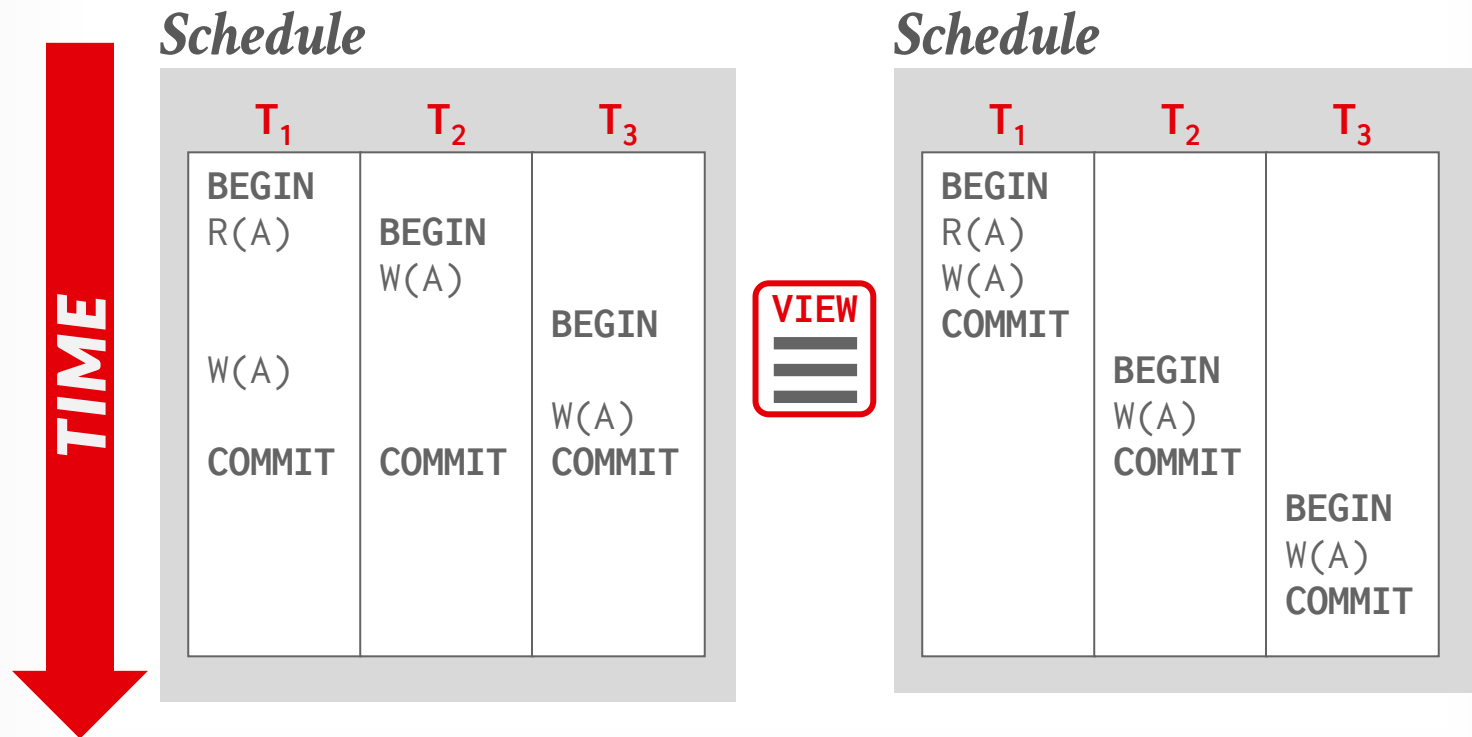 Schedule
T₁ T₂ T₃
BEGIN
R(A) BEGIN
W(A)
BEGIN
W(A)
W(A)
COMMIT COMMIT COMMIT
TIME
VIEW
Schedule
T₁ T₂ T₃
BEGIN
R(A)
W(A)
COMMIT
BEGIN
W(A)
COMMIT
BEGIN
W(A)
COMMIT